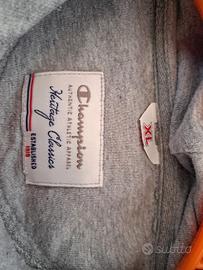 Champion
AUTHENTIC ATHLETIC APPAREL
Heritage Classics
ESTABLISHED
1919
XL
subito